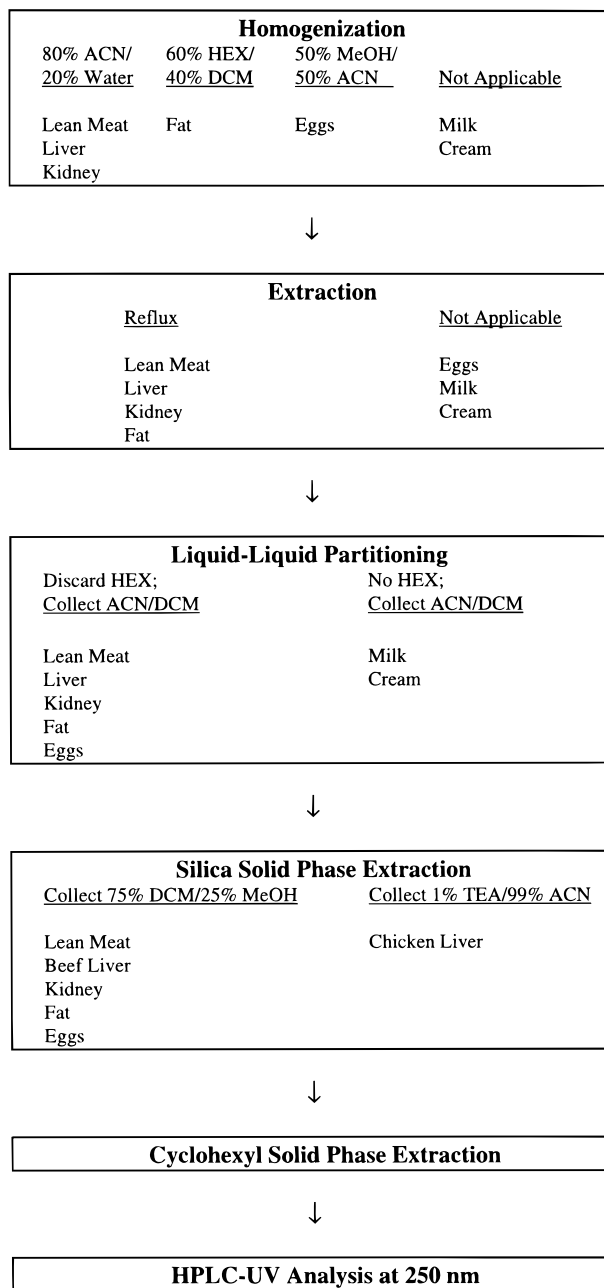 Homogenization
80% ACN/ 60% HEX/ 50% MeOH/
20% Water 40% DCM 50% ACN Not Applicable
Lean Meat Fat Eggs Milk
Liver Cream
Kidney
↓
Extraction
Reflux Not Applicable
Lean Meat Eggs
Liver Milk
Kidney Cream
Fat
↓
Liquid-Liquid Partitioning
Discard HEX; No HEX;
Collect ACN/DCM Collect ACN/DCM
Lean Meat Milk
Liver Cream
Kidney
Fat
Eggs
↓
Silica Solid Phase Extraction
Collect 75% DCM/25% MeOH Collect 1% TEA/99% ACN
Lean Meat Chicken Liver
Beef Liver
Kidney
Fat
Eggs
↓
Cyclohexyl Solid Phase Extraction
↓
HPLC-UV Analysis at 250 nm